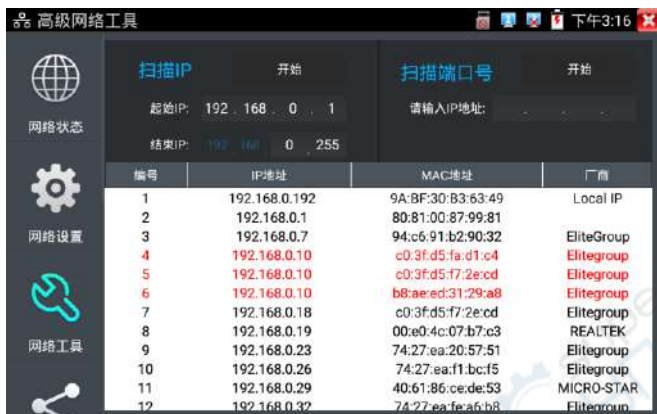 高级网络工具 下午3:16
网络状态
网络设置
网络工具
扫描IP 开始
起始IP: 192 . 168 . 0 . 1
结束IP: 192 . 168 . 0 . 255
扫描端口号 开始
请输入IP地址: . . .
编号 IP地址 MAC地址 厂商
1 192.168.0.192 9A:BF:30:B3:63:49 Local IP
2 192.168.0.1 80:81:00:87:99:81
3 192.168.0.7 94:c6:91:b2:90:32 EliteGroup
4 192.168.0.10 c0:3f:d5:fa:d1:c4 Elitegroup
5 192.168.0.10 c0:3f:d5:f7:2e:cd Elitegroup
6 192.168.0.10 b8:ae:ed:31:29:a8 Elitegroup
7 192.168.0.18 c0:3f:d5:f7:2e:cd Elitegroup
8 192.168.0.19 00:e0:4c:07:b7:c3 REALTEK
9 192.168.0.23 74:27:ea:20:57:51 Elitegroup
10 192.168.0.26 74:27:ea:f1:bc:f5 Elitegroup
11 192.168.0.29 40:61:86:ce:de:53 MICRO-STAR
12 192.168.0.32 74:27:ea:fe:a6:b8 Elitegroup